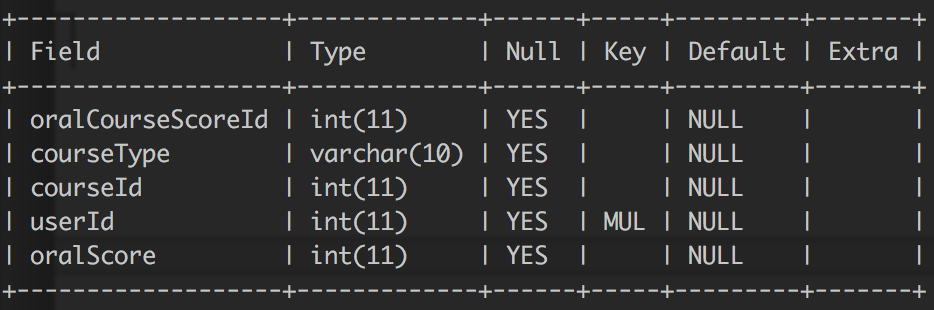 +-------------------+-------------+------+-----+---------+-------+
| Field             | Type        | Null | Key | Default | Extra |
+-------------------+-------------+------+-----+---------+-------+
| oralCourseScoreId | int(11)     | YES  |     | NULL    |       |
| courseType        | varchar(10) | YES  |     | NULL    |       |
| courseId          | int(11)     | YES  |     | NULL    |       |
| userId            | int(11)     | YES  | MUL | NULL    |       |
| oralScore         | int(11)     | YES  |     | NULL    |       |
+-------------------+-------------+------+-----+---------+-------+